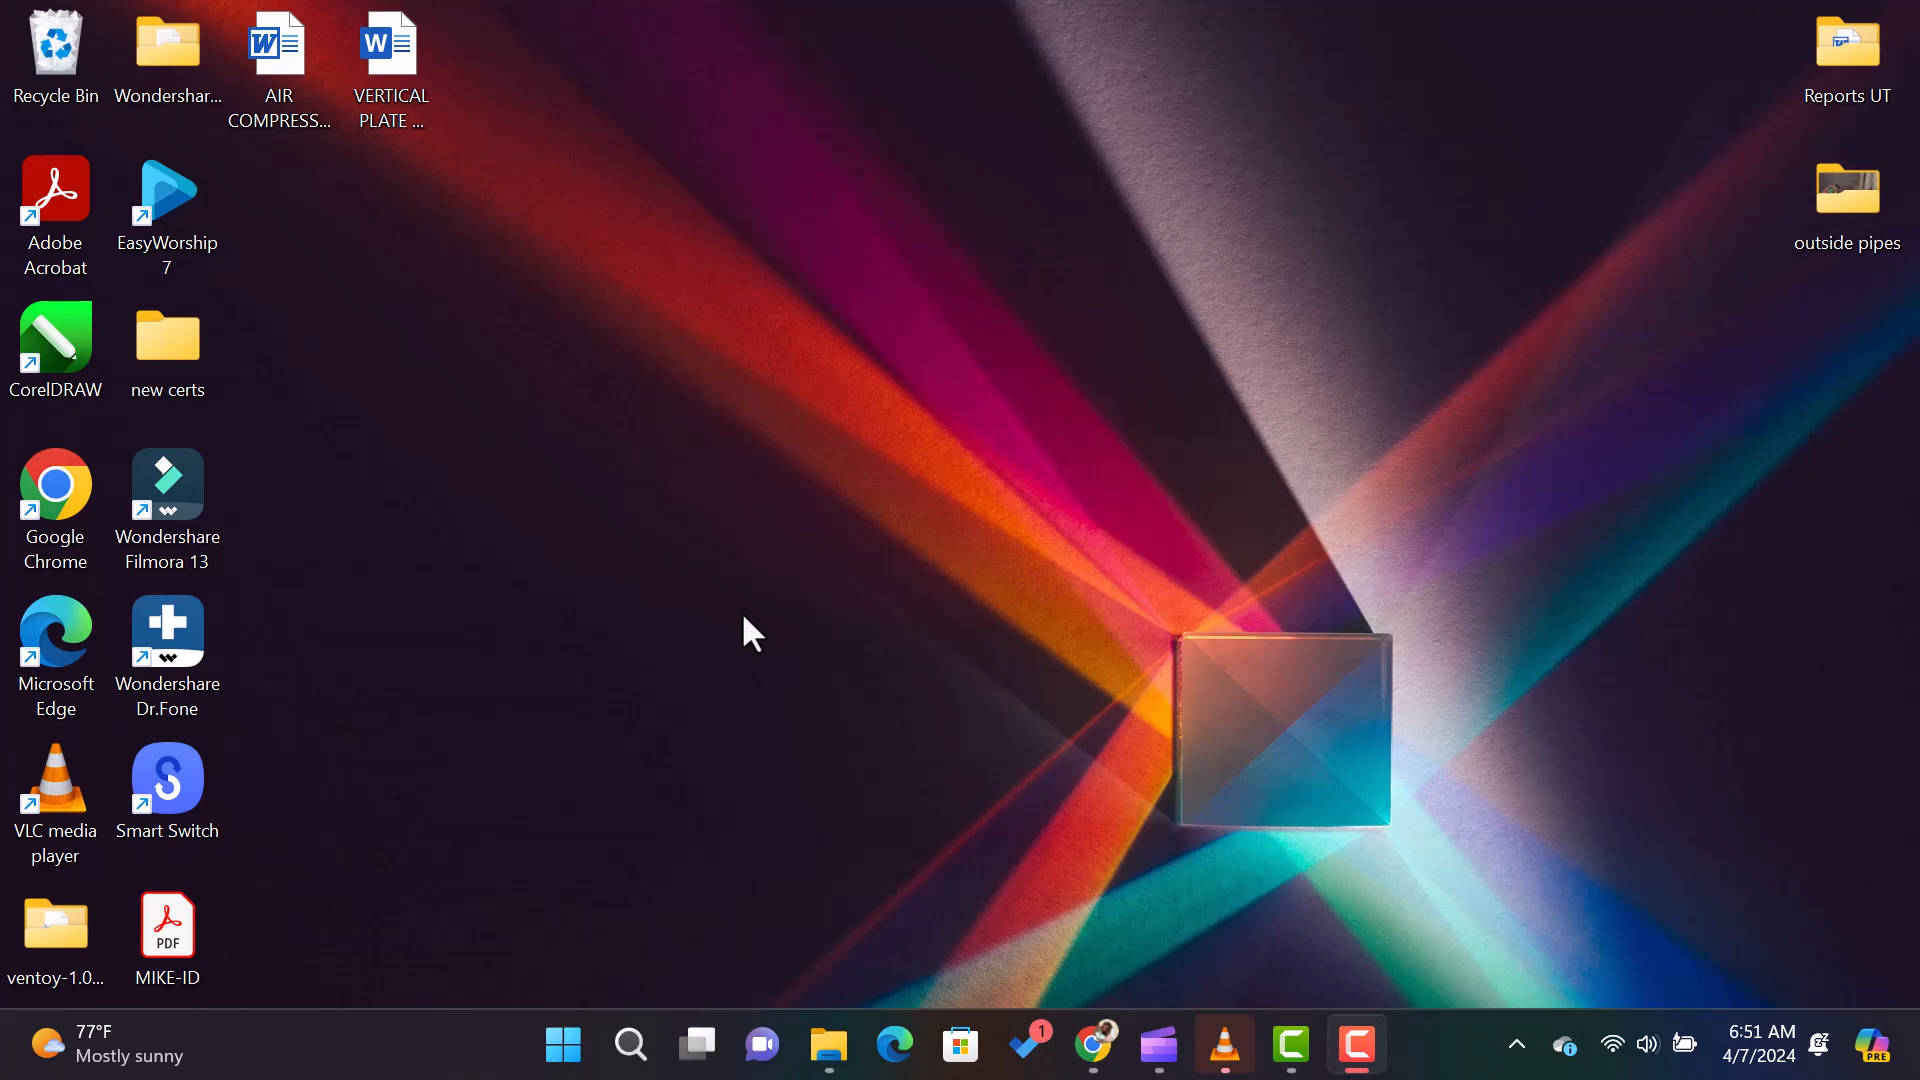 Recycle Bin
Wondershar...
AIR
COMPRESS...
VERTICAL
PLATE ...
Reports UT
Adobe
Acrobat
EasyWorship
7
outside pipes
CorelDRAW
new certs
Google
Chrome
Wondershare
Filmora 13
Microsoft
Edge
Wondershare
Dr.Fone
VLC media
player
Smart Switch
ventoy-1.0...
PDF
MIKE-ID
77°F
Mostly sunny
1
6:51 AM
4/7/2024
PRE